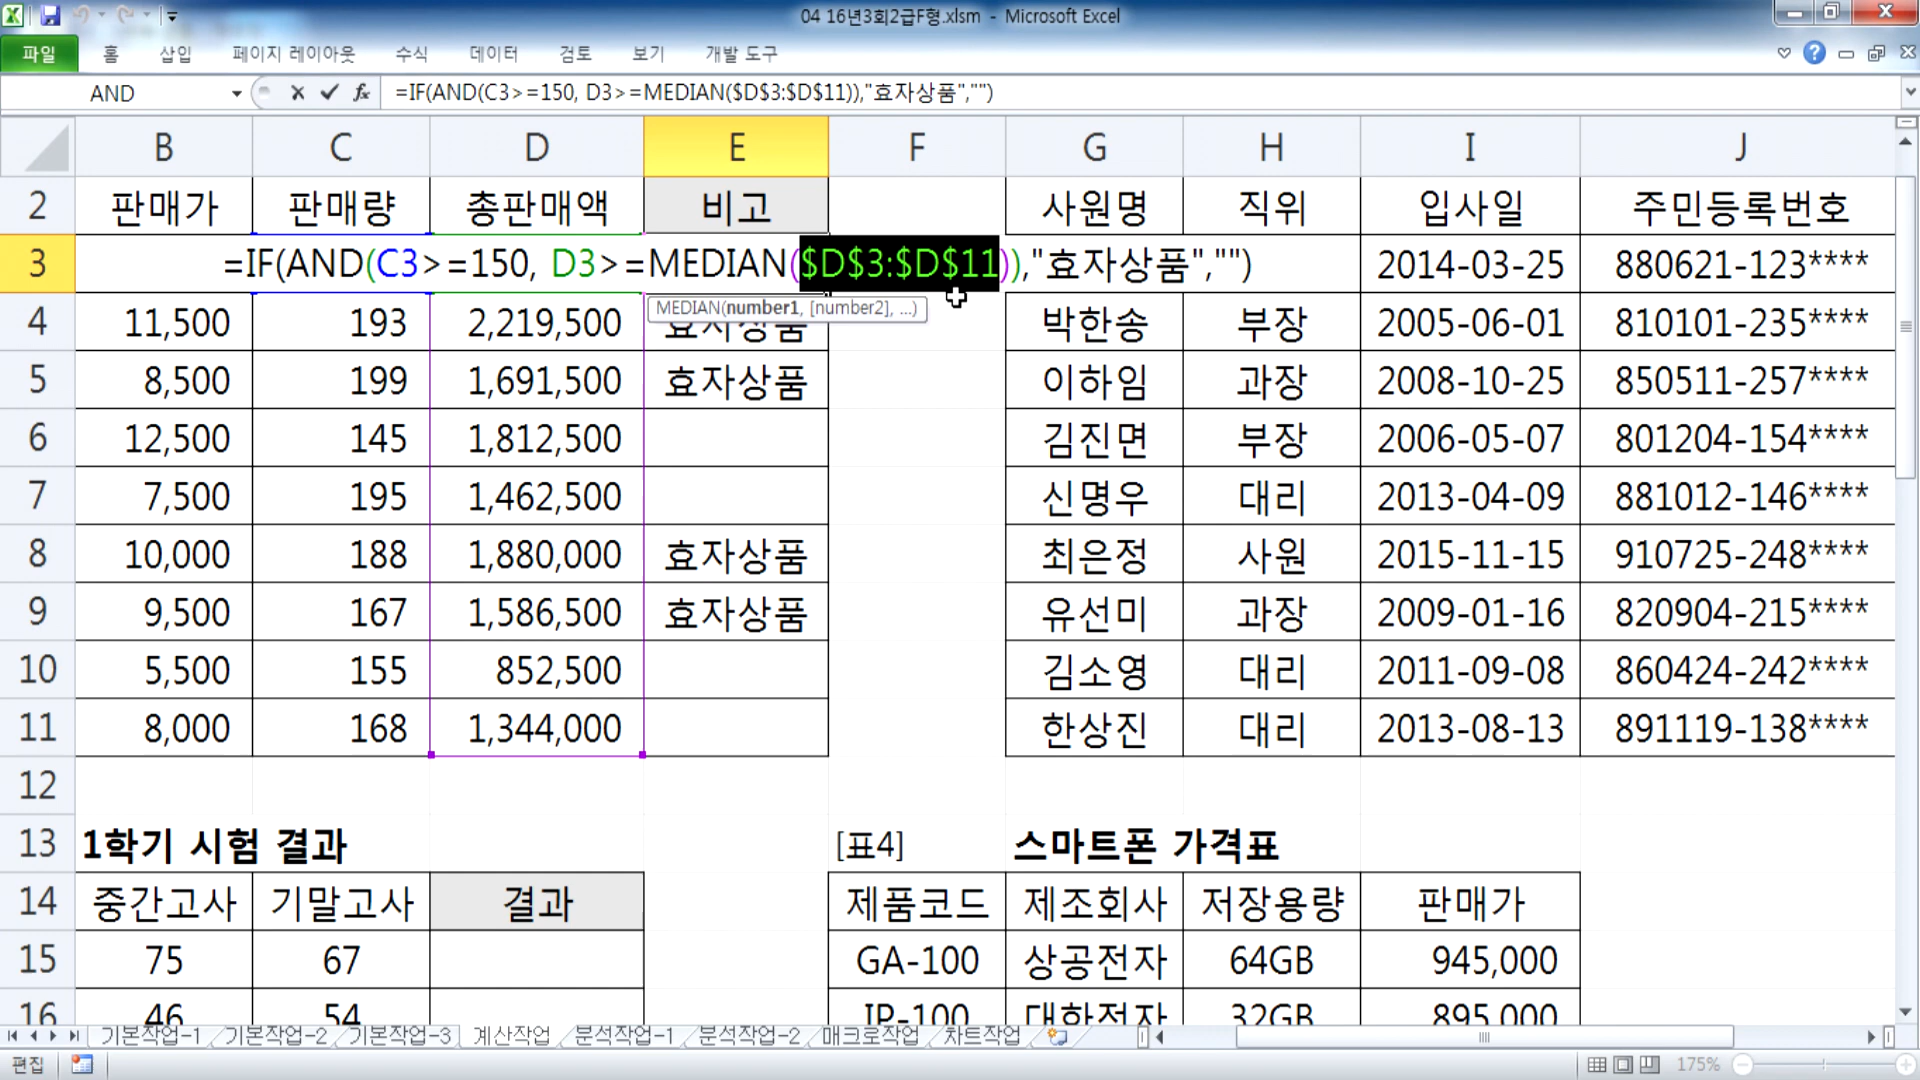 04 16년3회2급F형.xlsm - Microsoft Excel
파일 홈 삽입 페이지 레이아웃 수식 데이터 검토 보기 개발 도구
AND fx =IF(AND(C3>=150, D3>=MEDIAN($D$3:$D$11)),"효자상품","")
B C D E F G H I J
2 판매가 판매량 총판매액 비고 사원명 직위 입사일 주민등록번호
3 =IF(AND(C3>=150, D3>=MEDIAN($D$3:$D$11)),"효자상품","") 2014-03-25 880621-123****
MEDIAN(number1, [number2], ...)
4 11,500 193 2,219,500 효자상품 박한송 부장 2005-06-01 810101-235****
5 8,500 199 1,691,500 효자상품 이하임 과장 2008-10-25 850511-257****
6 12,500 145 1,812,500 김진면 부장 2006-05-07 801204-154****
7 7,500 195 1,462,500 신명우 대리 2013-04-09 881012-146****
8 10,000 188 1,880,000 효자상품 최은정 사원 2015-11-15 910725-248****
9 9,500 167 1,586,500 효자상품 유선미 과장 2009-01-16 820904-215****
10 5,500 155 852,500 김소영 대리 2011-09-08 860424-242****
11 8,000 168 1,344,000 한상진 대리 2013-08-13 891119-138****
12
13 1학기 시험 결과 [표4] 스마트폰 가격표
14 중간고사 기말고사 결과 제품코드 제조회사 저장용량 판매가
15 75 67 GA-100 상공전자 64GB 945,000
16 46 54 IP-100 대한전자 32GB 895,000
기본작업-1 기본작업-2 기본작업-3 계산작업 분석작업-1 분석작업-2 매크로작업 차트작업
편집 175%